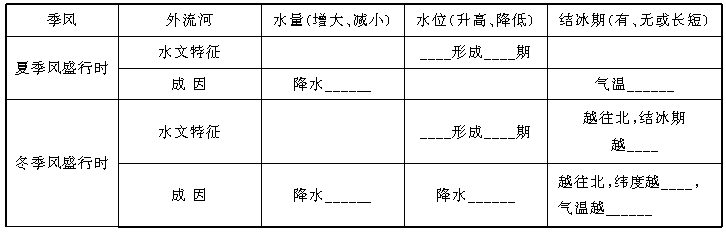 季风 外流河 水量(增大、减小) 水位(升高、降低) 结冰期(有、无或长短)
夏季风盛行时 水文特征 ____形成____期
成 因 降水______ 气温______
冬季风盛行时 水文特征 ____形成____期 越往北,结冰期
越____
成 因 降水______ 降水______ 越往北,纬度越____,
气温越______